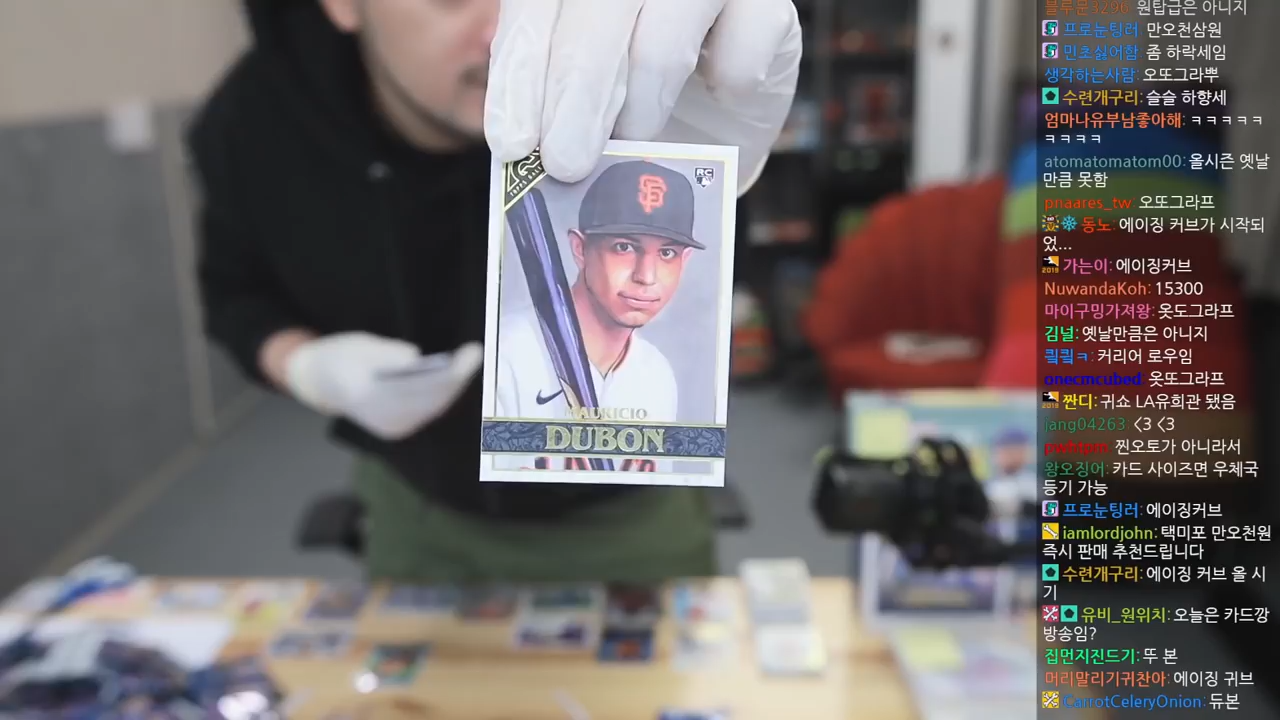 RC
SF
MAURICIO
DUBON
블루문3296: 원탑급은 아니지
프로눈팅러: 만오천삼원
민초싫어함: 좀 하락세임
생각하는사람: 오또그라뿌
수련개구리: 슬슬 하향세
엄마나유부남좋아해: ㅋㅋㅋㅋㅋ
ㅋㅋㅋㅋ
atomatomatom00: 올시즌 옛날
만큼 못함
pnaares_tw: 오또그라프
동노: 에이징 커브가 시작되
었...
가는이: 에이징커브
NuwandaKoh: 15300
마이구밍가져왕: 옷도그라프
김널: 옛날만큼은 아니지
큌큌ㅋ: 커리어 로우임
onecmcubed: 옷또그라프
짠디: 귀쇼 LA유희관 됐음
jang04263: <3 <3
pwhtpm: 찐오토가 아니라서
왕오징어: 카드 사이즈면 우체국
등기 가능
프로눈팅러: 에이징커브
iamlordjohn: 택미포 만오천원
즉시 판매 추천드립니다
수련개구리: 에이징 커브 올 시
기
유비_원위치: 오늘은 카드깡
방송임?
집먼지진드기: 뚜 본
머리말리기귀찬아: 에이징 귀브
CarrotCeleryOnion: 듀본